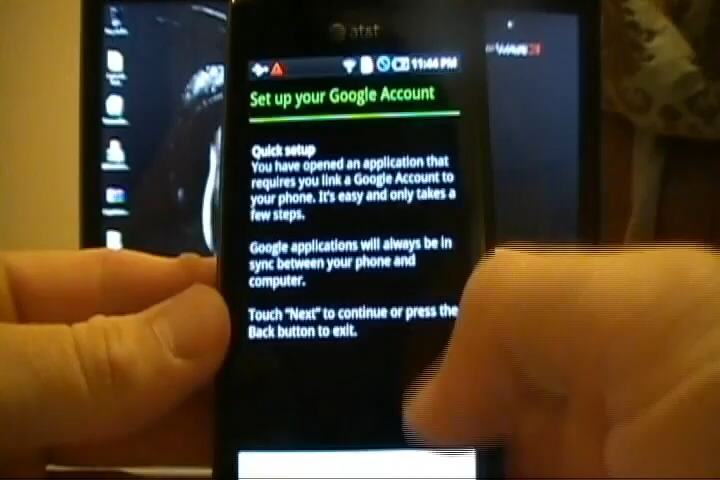 at&t
11:44 PM
Set up your Google Account
Quick setup
You have opened an application that
requires you link a Google Account to
your phone. It's easy and only takes a
few steps.
Google applications will always be in
sync between your phone and
computer.
Touch "Next" to continue or press the
Back button to exit.